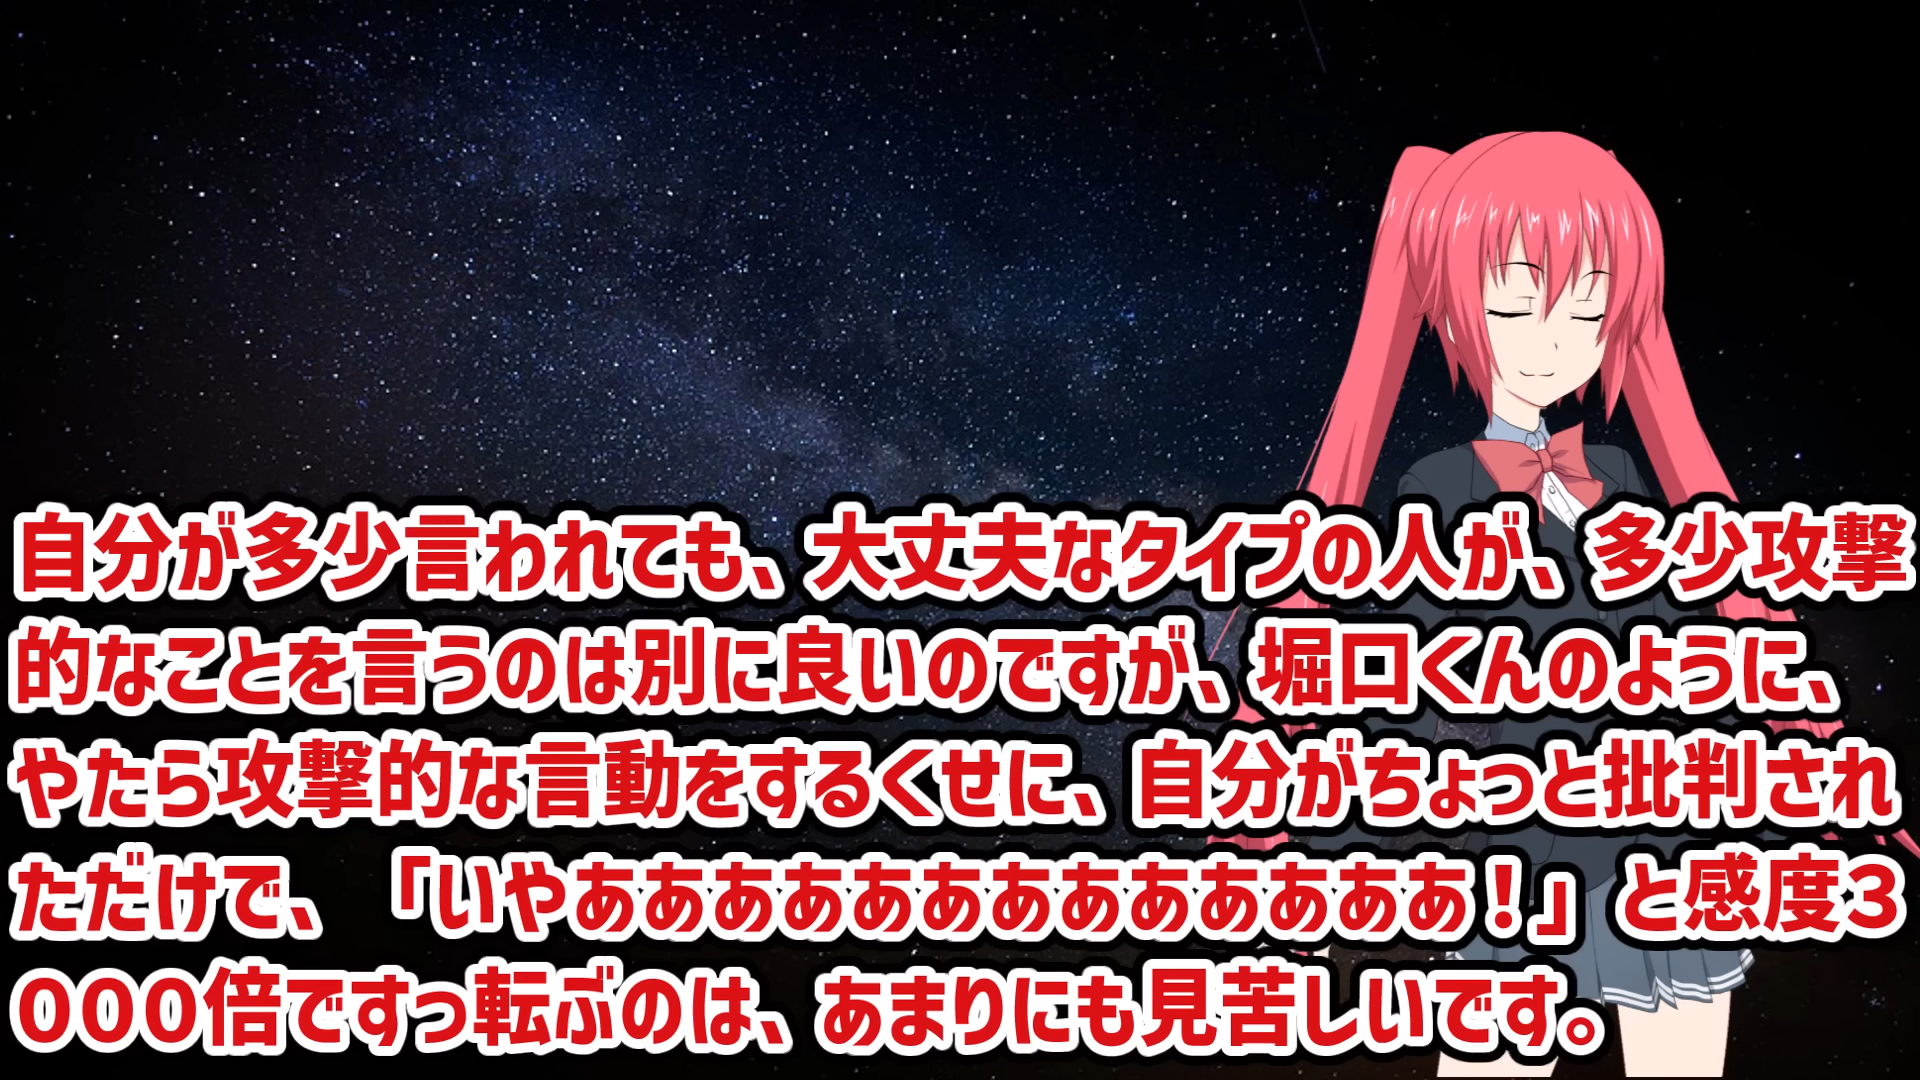 自分が多少言われても、大丈夫なタイプの人が、多少攻撃
的なことを言うのは別に良いのですが、堀口くんのように、
やたら攻撃的な言動をするくせに、自分がちょっと批判され
ただけで、「いやあああああああああああああ！」と感度３
０００倍ですっ転ぶのは、あまりにも見苦しいです。